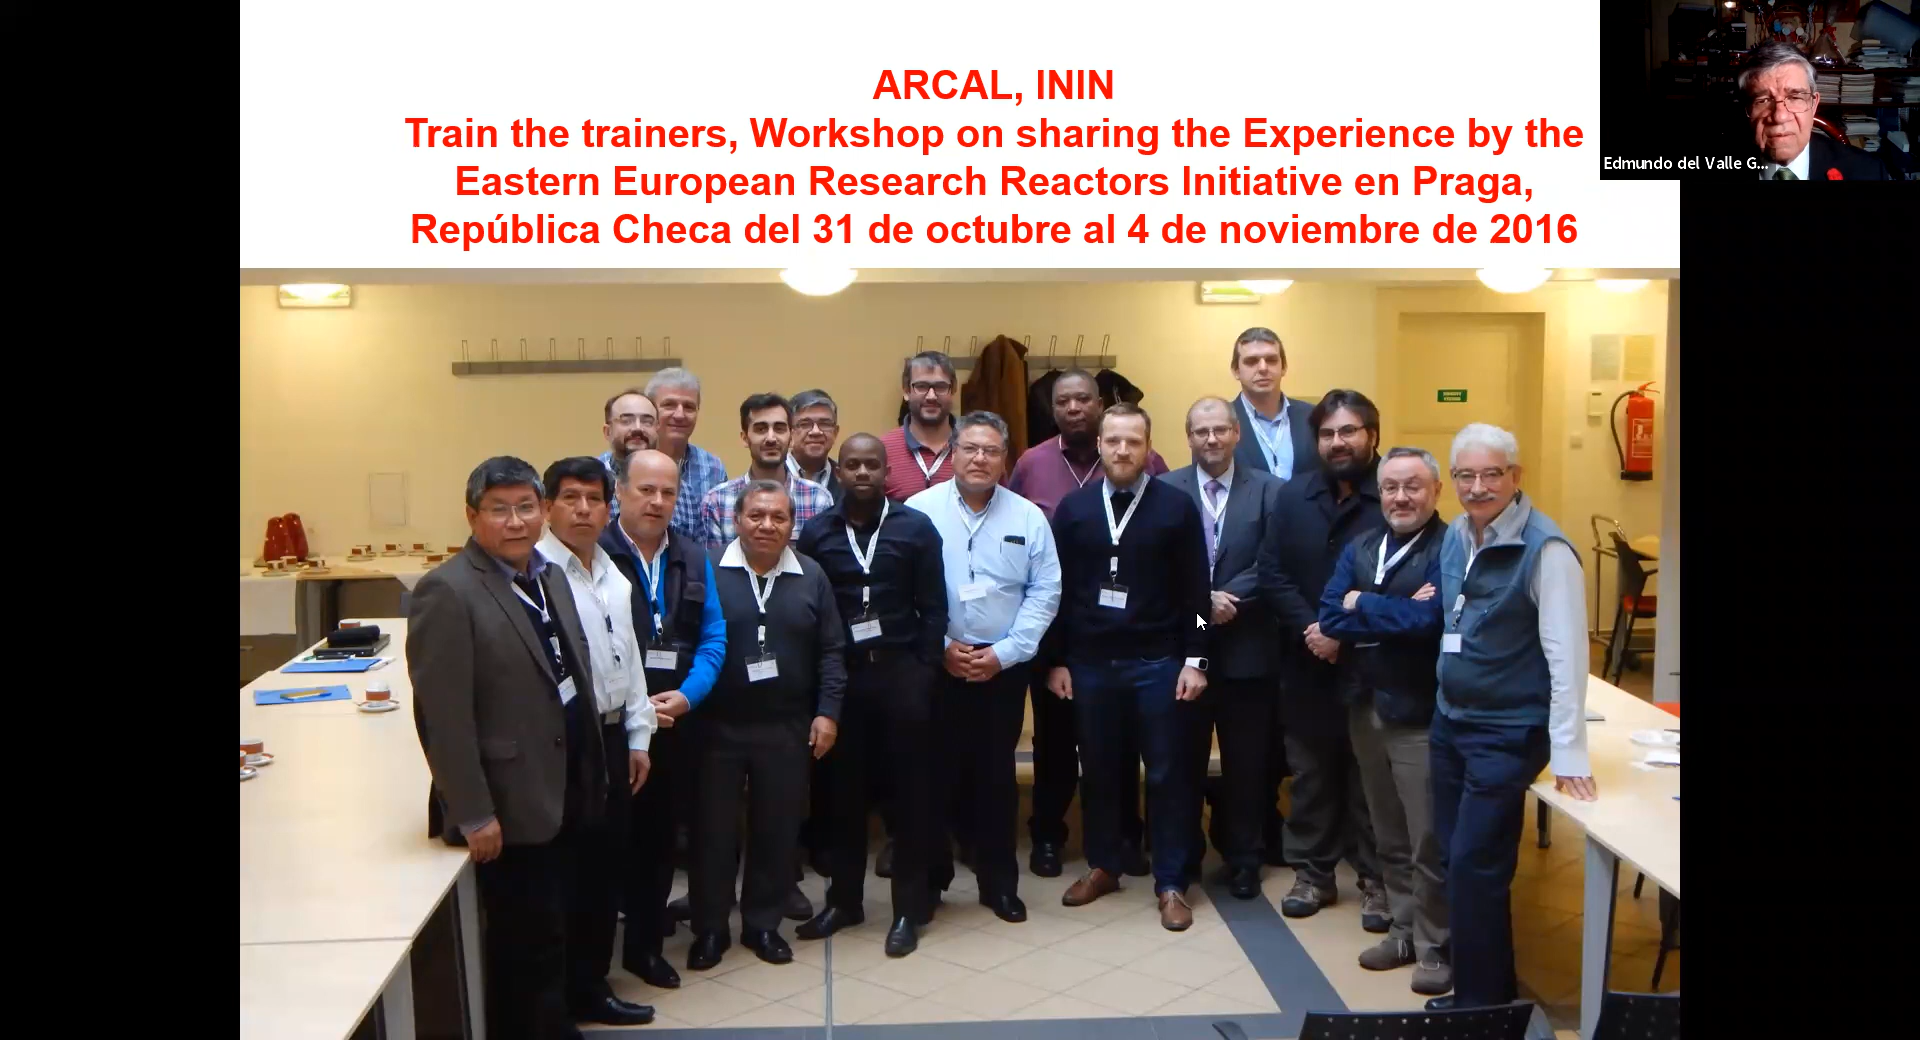 ARCAL, ININ
Train the trainers, Workshop on sharing the Experience by the
Eastern European Research Reactors Initiative en Praga,
República Checa del 31 de octubre al 4 de noviembre de 2016
Edmundo del Valle G...